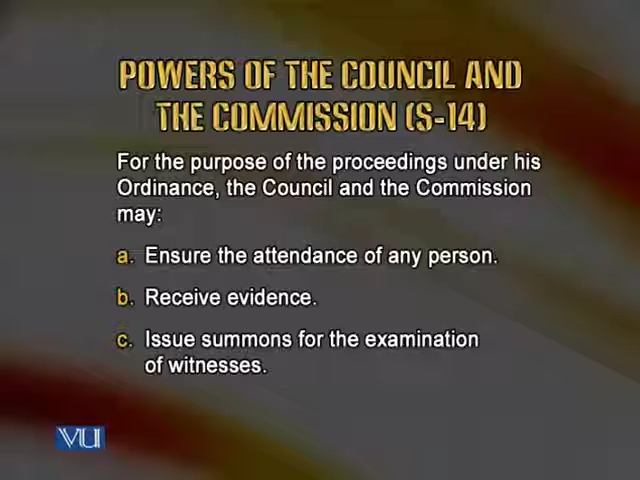 POWERS OF THE COUNCIL AND
THE COMMISSION (S-14)
For the purpose of the proceedings under his
Ordinance, the Council and the Commission
may:
a. Ensure the attendance of any person.
b. Receive evidence.
c. Issue summons for the examination
of witnesses.
VU